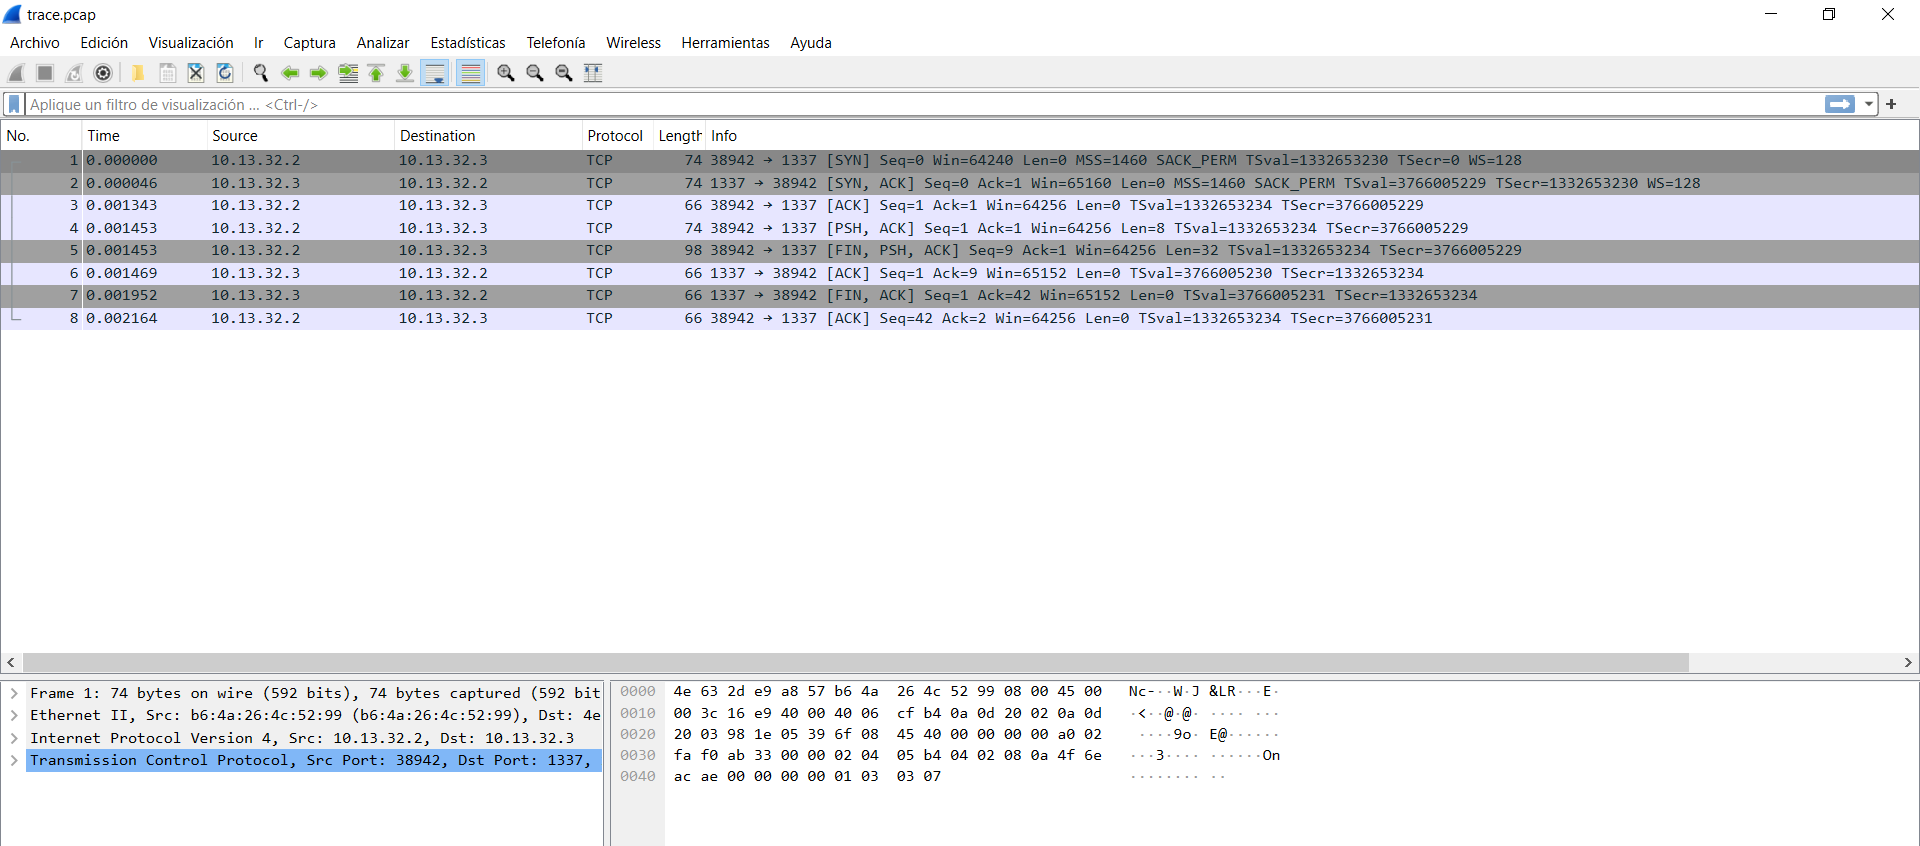 trace.pcap
Archivo Edición Visualización Ir Captura Analizar Estadísticas Telefonía Wireless Herramientas Ayuda
Aplique un filtro de visualización ... <Ctrl-/>
No. Time Source Destination Protocol Length Info
1 0.000000 10.13.32.2 10.13.32.3 TCP 74 38942 → 1337 [SYN] Seq=0 Win=64240 Len=0 MSS=1460 SACK_PERM TSval=1332653230 TSecr=0 WS=128
2 0.000046 10.13.32.3 10.13.32.2 TCP 74 1337 → 38942 [SYN, ACK] Seq=0 Ack=1 Win=65160 Len=0 MSS=1460 SACK_PERM TSval=3766005229 TSecr=1332653230 WS=128
3 0.001343 10.13.32.2 10.13.32.3 TCP 66 38942 → 1337 [ACK] Seq=1 Ack=1 Win=64256 Len=0 TSval=1332653234 TSecr=3766005229
4 0.001453 10.13.32.2 10.13.32.3 TCP 74 38942 → 1337 [PSH, ACK] Seq=1 Ack=1 Win=64256 Len=8 TSval=1332653234 TSecr=3766005229
5 0.001453 10.13.32.2 10.13.32.3 TCP 98 38942 → 1337 [FIN, PSH, ACK] Seq=9 Ack=1 Win=64256 Len=32 TSval=1332653234 TSecr=3766005229
6 0.001469 10.13.32.3 10.13.32.2 TCP 66 1337 → 38942 [ACK] Seq=1 Ack=9 Win=65152 Len=0 TSval=3766005230 TSecr=1332653234
7 0.001952 10.13.32.3 10.13.32.2 TCP 66 1337 → 38942 [FIN, ACK] Seq=1 Ack=42 Win=65152 Len=0 TSval=3766005231 TSecr=1332653234
8 0.002164 10.13.32.2 10.13.32.3 TCP 66 38942 → 1337 [ACK] Seq=42 Ack=2 Win=64256 Len=0 TSval=1332653234 TSecr=3766005231
Frame 1: 74 bytes on wire (592 bits), 74 bytes captured (592 bit
Ethernet II, Src: b6:4a:26:4c:52:99 (b6:4a:26:4c:52:99), Dst: 4e
Internet Protocol Version 4, Src: 10.13.32.2, Dst: 10.13.32.3
Transmission Control Protocol, Src Port: 38942, Dst Port: 1337,
0000 4e 63 2d e9 a8 57 b6 4a 26 4c 52 99 08 00 45 00 Nc-··W·J &LR···E·
0010 00 3c 16 e9 40 00 40 06 cf b4 0a 0d 20 02 0a 0d ·<··@·@· ···· ···
0020 20 03 98 1e 05 39 6f 08 45 40 00 00 00 00 a0 02 ····9o· E@······
0030 fa f0 ab 33 00 00 02 04 05 b4 04 02 08 0a 4f 6e ···3···· ······On
0040 ac ae 00 00 00 00 01 03 03 07 ········ ··